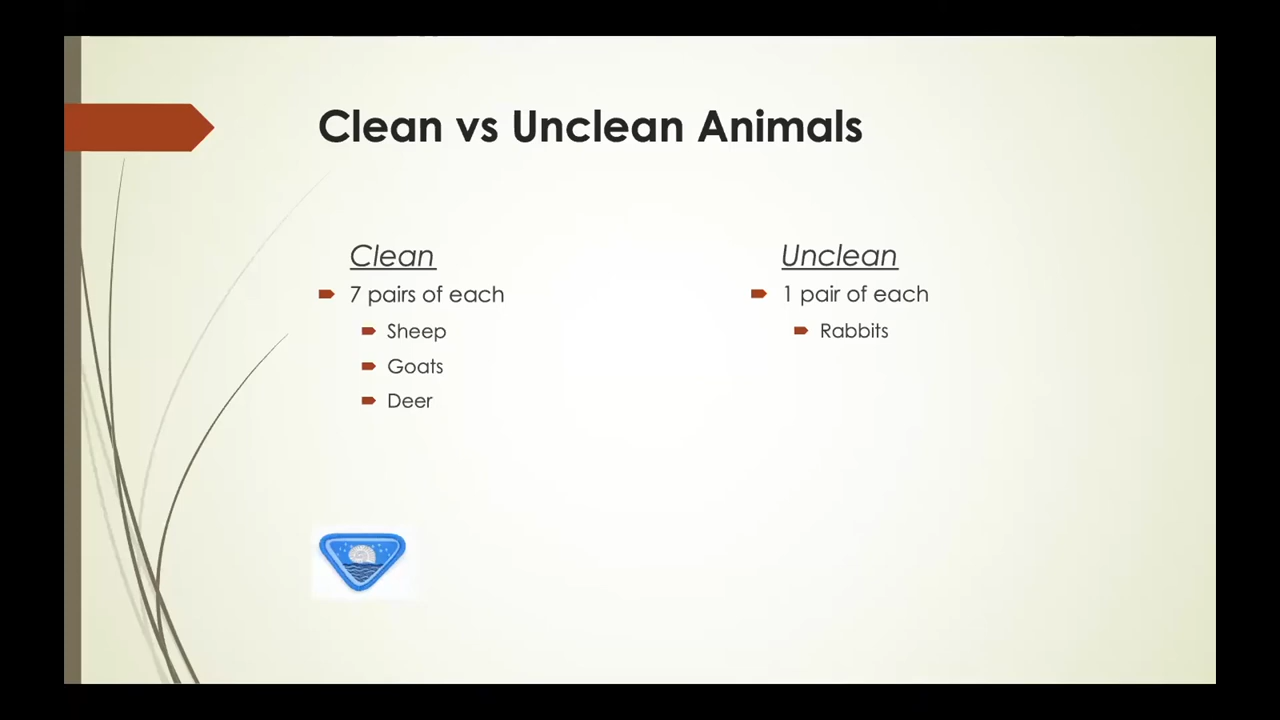 Clean vs Unclean Animals
Clean
7 pairs of each
Sheep
Goats
Deer
Unclean
1 pair of each
Rabbits